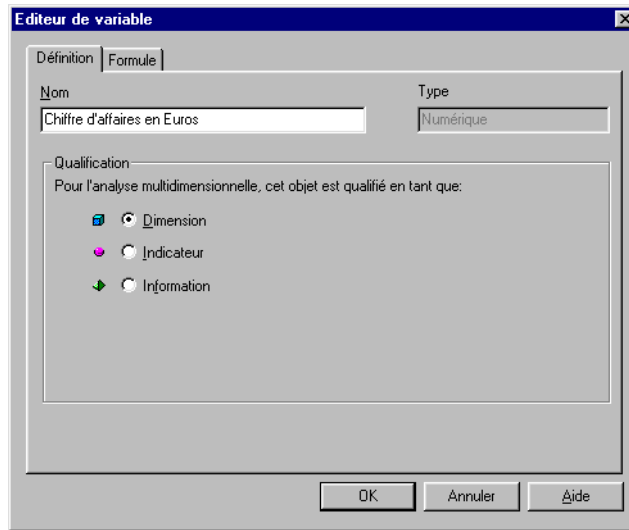 Editeur de variable
Définition
Formule
Nom
Type
Chiffre d'affaires en Euros
Numérique
Qualification
Pour l'analyse multidimensionnelle, cet objet est qualifié en tant que:
Dimension
Indicateur
Information
OK
Annuler
Aide